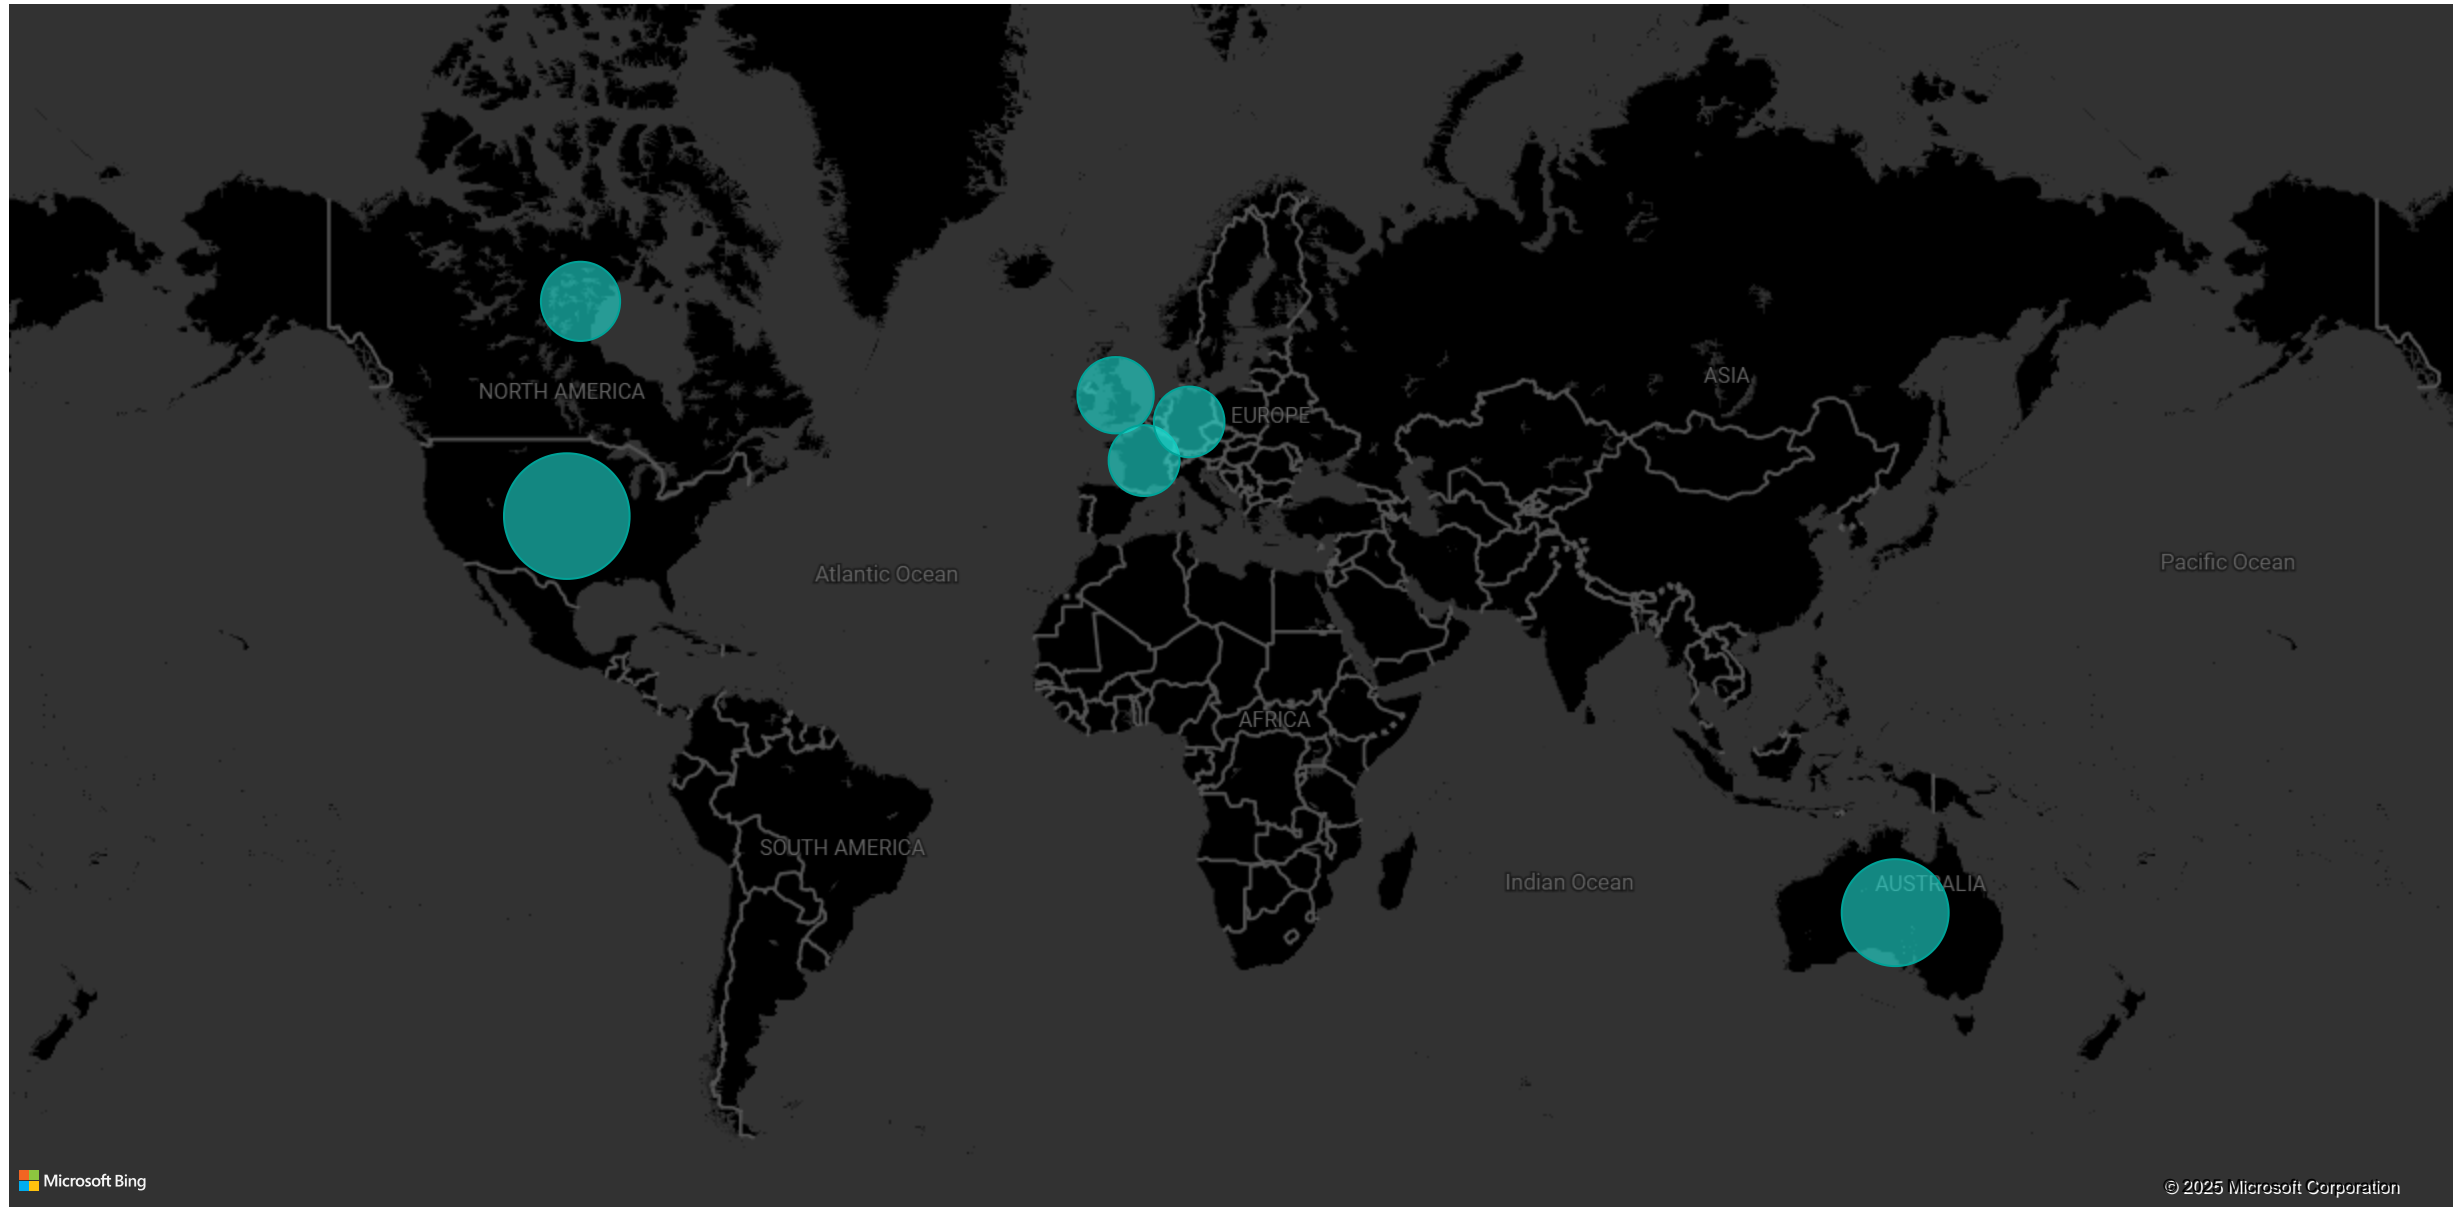 ASIA
NORTH AMERICA
EUROPE
Atlantic Ocean
Pacific Ocean
AFRICA
SOUTH AMERICA
Indian Ocean
AUSTRALIA
Microsoft Bing
© 2025 Microsoft Corporation